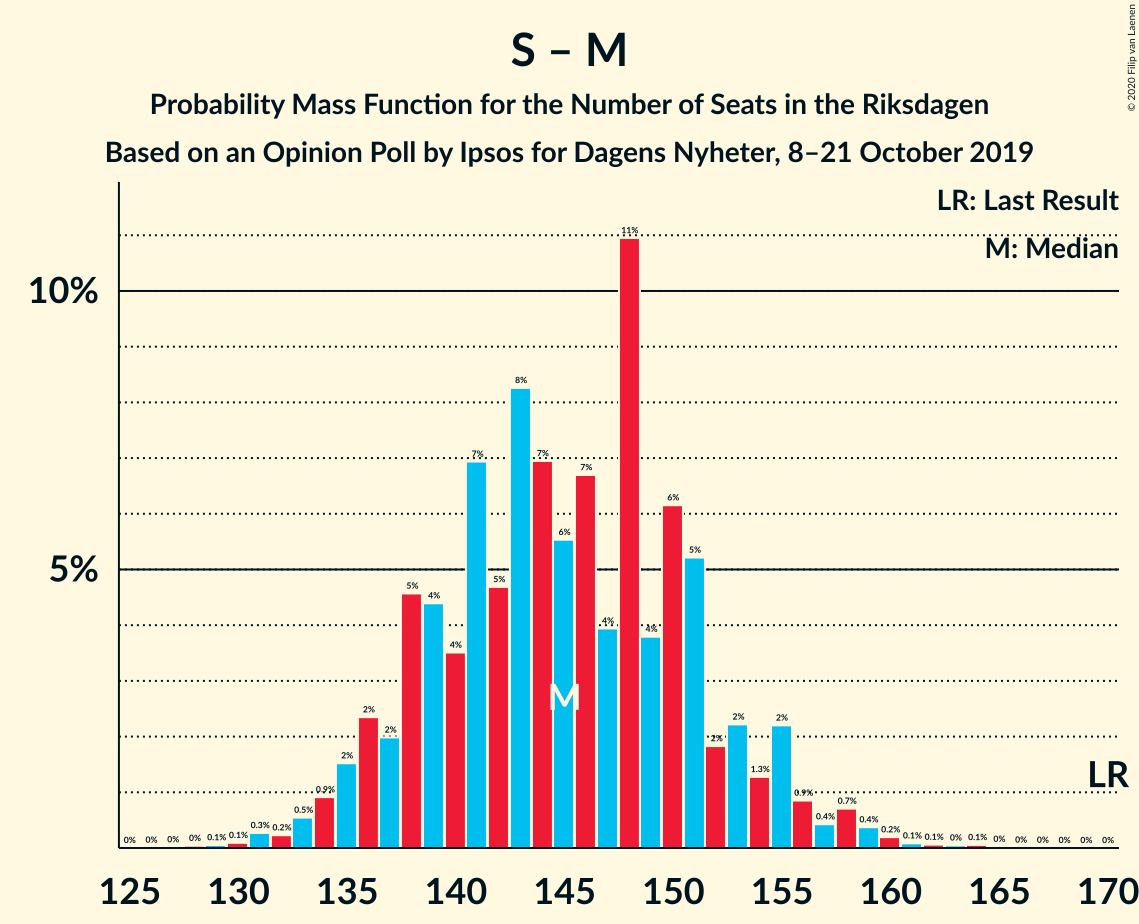 © 2020 Filip van Laenen
S – M
Probability Mass Function for the Number of Seats in the Riksdagen
Based on an Opinion Poll by Ipsos for Dagens Nyheter, 8–21 October 2019
LR: Last Result
M: Median
10%
5%
0% 0% 0% 0% 0.1% 0.1% 0.3% 0.2% 0.5% 0.9% 2% 2% 2% 5% 4% 4% 7% 5% 8% 7% 6% 7% 4% 11% 4% 6% 5% 2% 2% 1.3% 2% 0.9% 0.4% 0.7% 0.4% 0.2% 0.1% 0.1% 0% 0.1% 0% 0% 0% 0% 0% 0%
M
LR
125 130 135 140 145 150 155 160 165 170